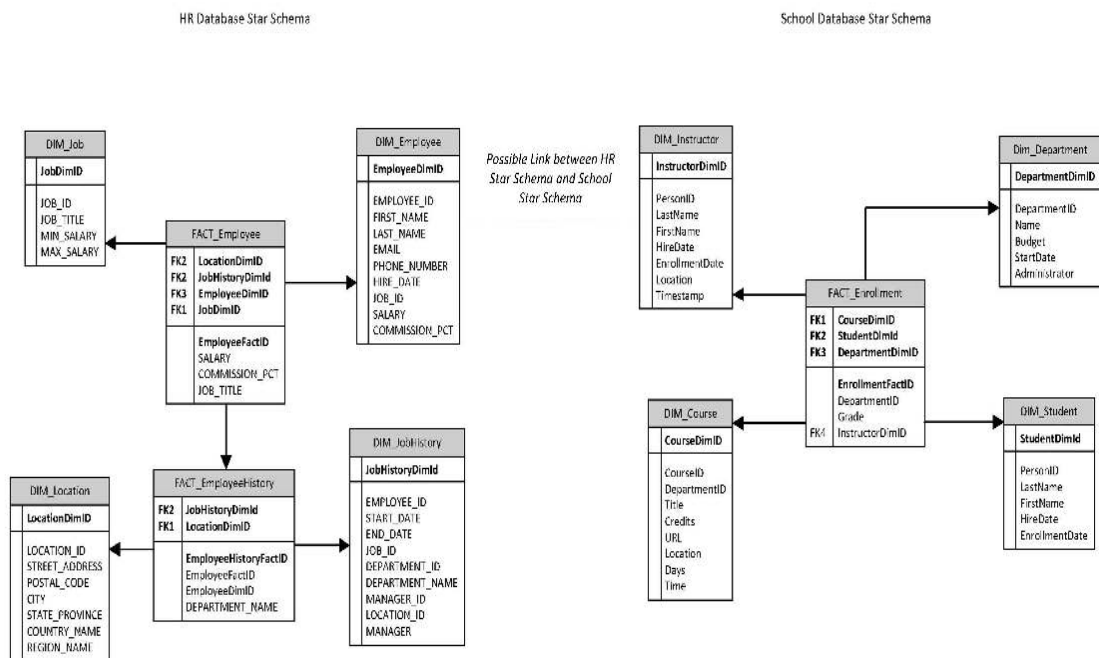 HR Database Star Schema
School Database Star Schema
DIM_Job
JobDimID
JOB_ID
JOB_TITLE
MIN_SALARY
MAX_SALARY
DIM_Employee
EmployeeDimID
EMPLOYEE_ID
FIRST_NAME
LAST_NAME
EMAIL
PHONE_NUMBER
HIRE_DATE
JOB_ID
SALARY
COMMISSION_PCT
Possible Link between HR
Star Schema and School
Star Schema
DIM_Instructor
InstructorDimID
PersonID
LastName
FirstName
HireDate
EnrollmentDate
Location
Timestamp
Dim_Department
DepartmentDimID
DepartmentID
Name
Budget
StartDate
Administrator
FACT_Employee
FK2 LocationDimID
FK2 JobHistoryDimId
FK3 EmployeeDimID
FK1 JobDimID
EmployeeFactID
SALARY
COMMISSION_PCT
JOB_TITLE
FACT_Enrollment
FK1 CourseDimID
FK2 StudentDimId
FK3 DepartmentDimID
EnrollmentFactID
DepartmentID
Grade
FK4 InstructorDimID
DIM_Location
LocationDimID
LOCATION_ID
STREET_ADDRESS
POSTAL_CODE
CITY
STATE_PROVINCE
COUNTRY_NAME
REGION_NAME
FACT_EmployeeHistory
FK2 JobHistoryDimId
FK1 LocationDimID
EmployeeHistoryFactID
EmployeeFactID
EmployeeDimID
DEPARTMENT_NAME
DIM_JobHistory
JobHistoryDimId
EMPLOYEE_ID
START_DATE
END_DATE
JOB_ID
DEPARTMENT_ID
DEPARTMENT_NAME
MANAGER_ID
LOCATION_ID
MANAGER
DIM_Course
CourseDimID
CourseID
DepartmentID
Title
Credits
URL
Location
Days
Time
DIM_Student
StudentDimId
PersonID
LastName
FirstName
HireDate
EnrollmentDate